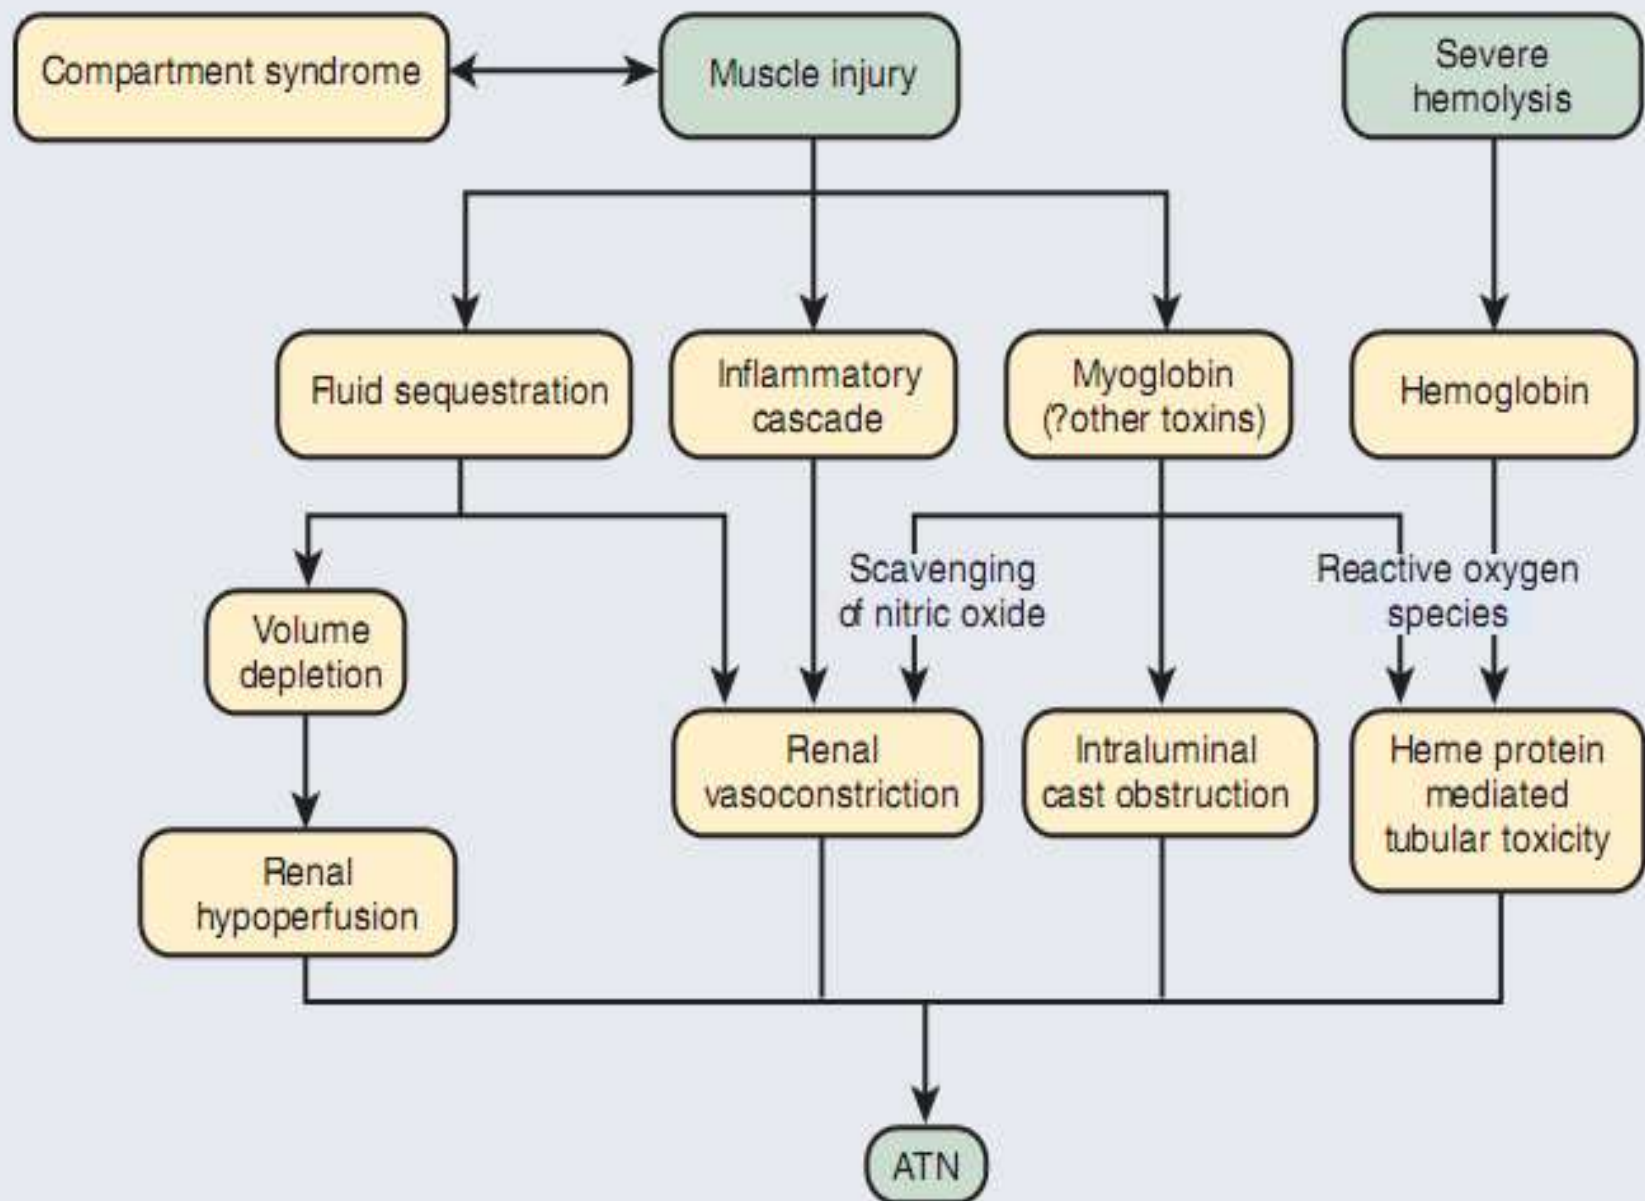 Compartment syndrome
Muscle injury
Severe
hemolysis
Fluid sequestration
Inflammatory
cascade
Myoglobin
(?other toxins)
Hemoglobin
Scavenging
of nitric oxide
Reactive oxygen
species
Volume
depletion
Renal
vasoconstriction
Intraluminal
cast obstruction
Heme protein
mediated
tubular toxicity
Renal
hypoperfusion
ATN